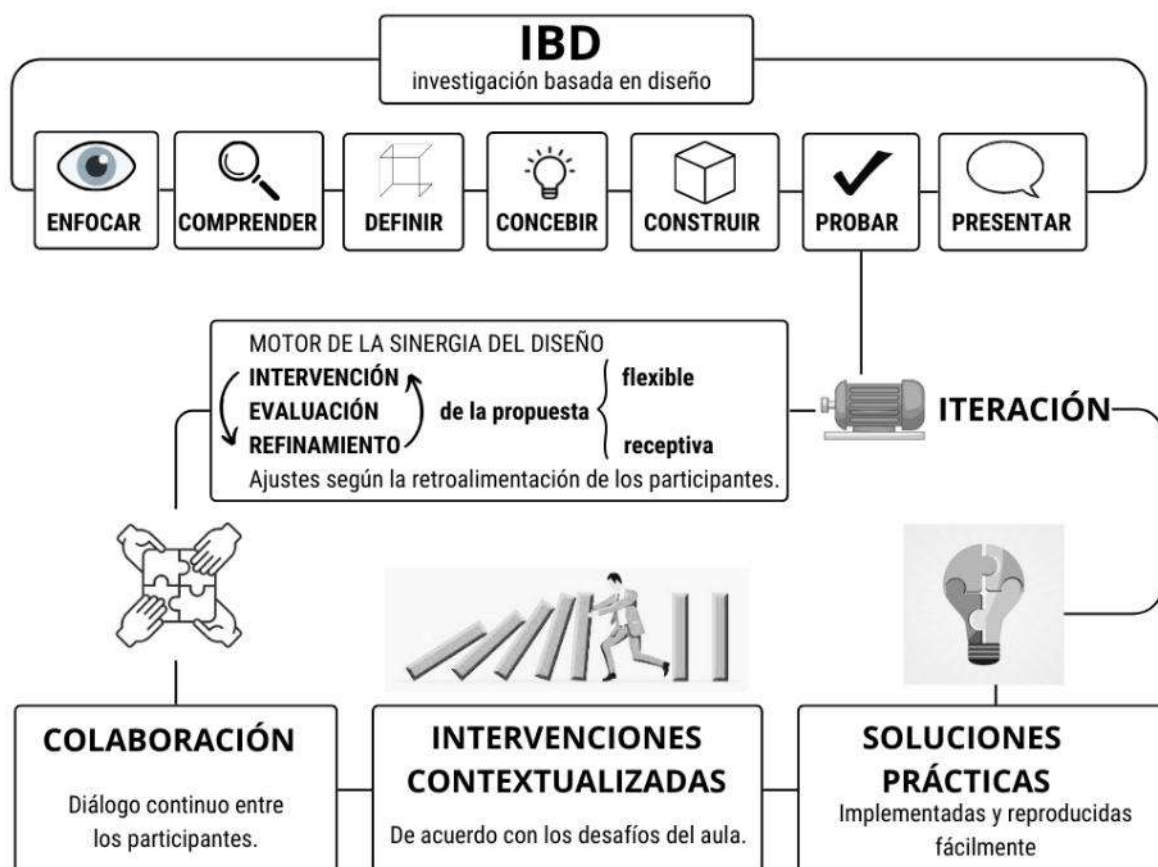 IBD
investigación basada en diseño
ENFOCAR
COMPRENDER
DEFINIR
CONCEBIR
CONSTRUIR
PROBAR
PRESENTAR
MOTOR DE LA SINERGIA DEL DISEÑO
INTERVENCIÓN
EVALUACIÓN
REFINAMIENTO
de la propuesta
flexible
receptiva
Ajustes según la retroalimentación de los participantes.
ITERACIÓN
COLABORACIÓN
Diálogo continuo entre
los participantes.
INTERVENCIONES
CONTEXTUALIZADAS
De acuerdo con los desafíos del aula.
SOLUCIONES
PRÁCTICAS
Implementadas y reproducidas
fácilmente